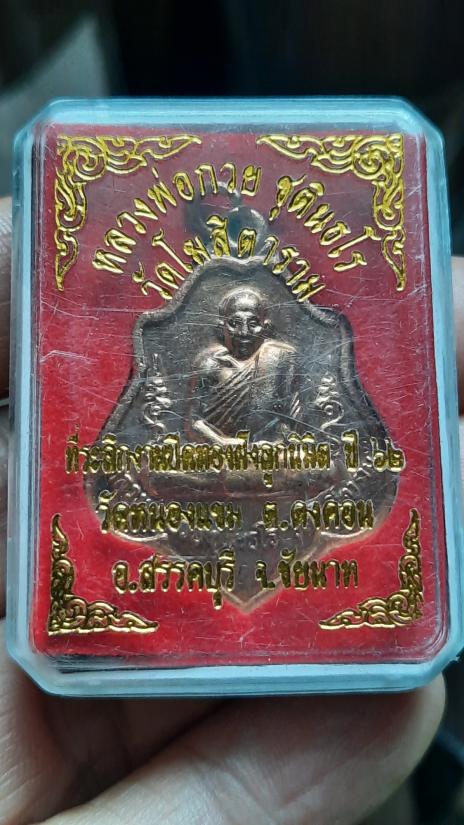 หลวงพ่อกวย ชุตินธโร
วัดโฆสิตาราม
ที่ระลึกงานปิดทองฝังลูกนิมิต ปี ๖๒
วัดหนองแขม ต.ดงคอน
อ.สรรคบุรี จ.ชัยนาท